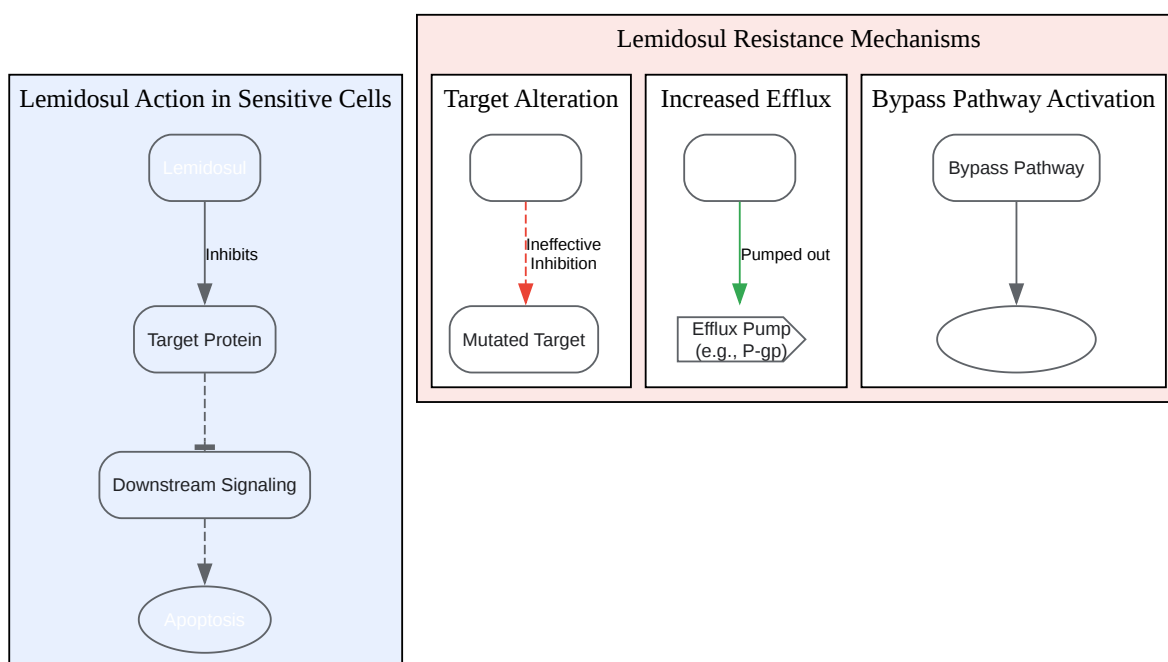 Lemidosul Action in Sensitive Cells
Lemidosul
Inhibits
Target Protein
Downstream Signaling
Apoptosis
Lemidosul Resistance Mechanisms
Target Alteration
Ineffective
Inhibition
Mutated Target
Increased Efflux
Pumped out
Efflux Pump
(e.g., P-gp)
Bypass Pathway Activation
Bypass Pathway